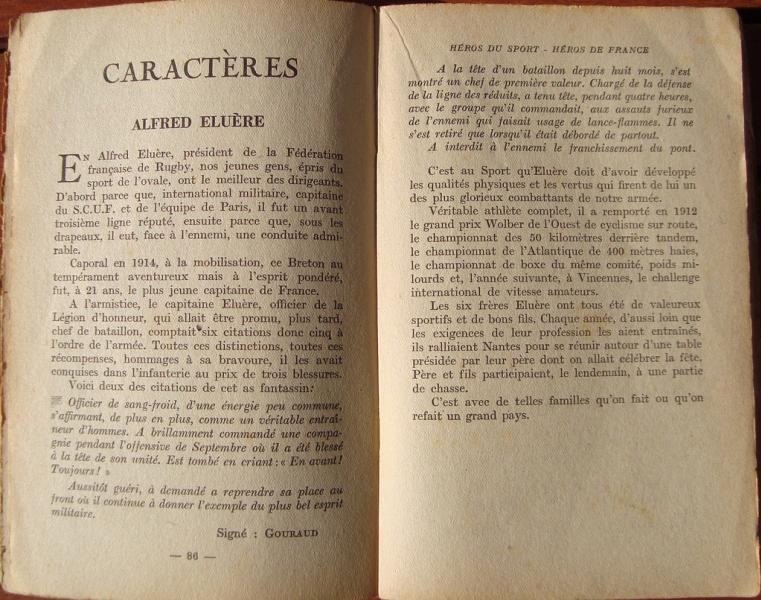 CARACTÈRES
ALFRED ELUÈRE
EN Alfred Eluère, président de la Fédération
française de Rugby, nos jeunes gens, épris du
sport de l'ovale, ont le meilleur des dirigeants.
D'abord parce que, international militaire, capitaine
du S.C.U.F. et de l'équipe de Paris, il fut un avant
troisième ligne réputé, ensuite parce que, sous les
drapeaux, il eut, face à l'ennemi, une conduite admi-
rable.
Caporal en 1914, à la mobilisation, ce Breton au
tempérament aventureux mais à l'esprit pondéré,
fut, à 21 ans, le plus jeune capitaine de France.
A l'armistice, le capitaine Eluère, officier de la
Légion d'honneur, qui allait être promu, plus tard,
chef de bataillon, comptait six citations donc cinq à
l'ordre de l'armée. Toutes ces distinctions, toutes ces
récompenses, hommages à sa bravoure, il les avait
conquises dans l'infanterie au prix de trois blessures.
Voici deux des citations de cet as fantassin:
Officier de sang-froid, d'une énergie peu commune,
s'affirmant, de plus en plus, comme un véritable entraî-
neur d'hommes. A brillamment commandé une compa-
gnie pendant l'offensive de Septembre où il a été blessé
à la tête de son unité. Est tombé en criant : « En avant!
Toujours ! »
Aussitôt guéri, à demandé a reprendre sa place au
front où il continue à donner l'exemple du plus bel esprit
militaire.
Signé : GOURAUD
— 86 —
HÉROS DU SPORT - HÉROS DE FRANCE
A la tête d'un bataillon depuis huit mois, s'est
montré un chef de première valeur. Chargé de la défense
de la ligne des réduits, a tenu tête, pendant quatre heures,
avec le groupe qu'il commandait, aux assauts furieux
de l'ennemi qui faisait usage de lance-flammes. Il ne
s'est retiré que lorsqu'il était débordé de partout.
A interdit à l'ennemi le franchissement du pont.
C'est au Sport qu'Eluère doit d'avoir développé
les qualités physiques et les vertus qui firent de lui un
des plus glorieux combattants de notre armée.
Véritable athlète complet, il a remporté en 1912
le grand prix Wolber de l'Ouest de cyclisme sur route,
le championnat des 50 kilomètres derrière tandem,
le championnat de l'Atlantique de 400 mètres haies,
le championnat de boxe du même comité, poids mi-
lourds et, l'année suivante, à Vincennes, le challenge
international de vitesse amateurs.
Les six frères Eluère ont tous été de valeureux
sportifs et de bons fils. Chaque année, d'aussi loin que
les exigences de leur profession les aient entraînés,
ils ralliaient Nantes pour se réunir autour d'une table
présidée par leur père dont on allait célébrer la fête.
Père et fils participaient, le lendemain, à une partie
de chasse.
C'est avec de telles familles qu'on fait ou qu'on
refait un grand pays.